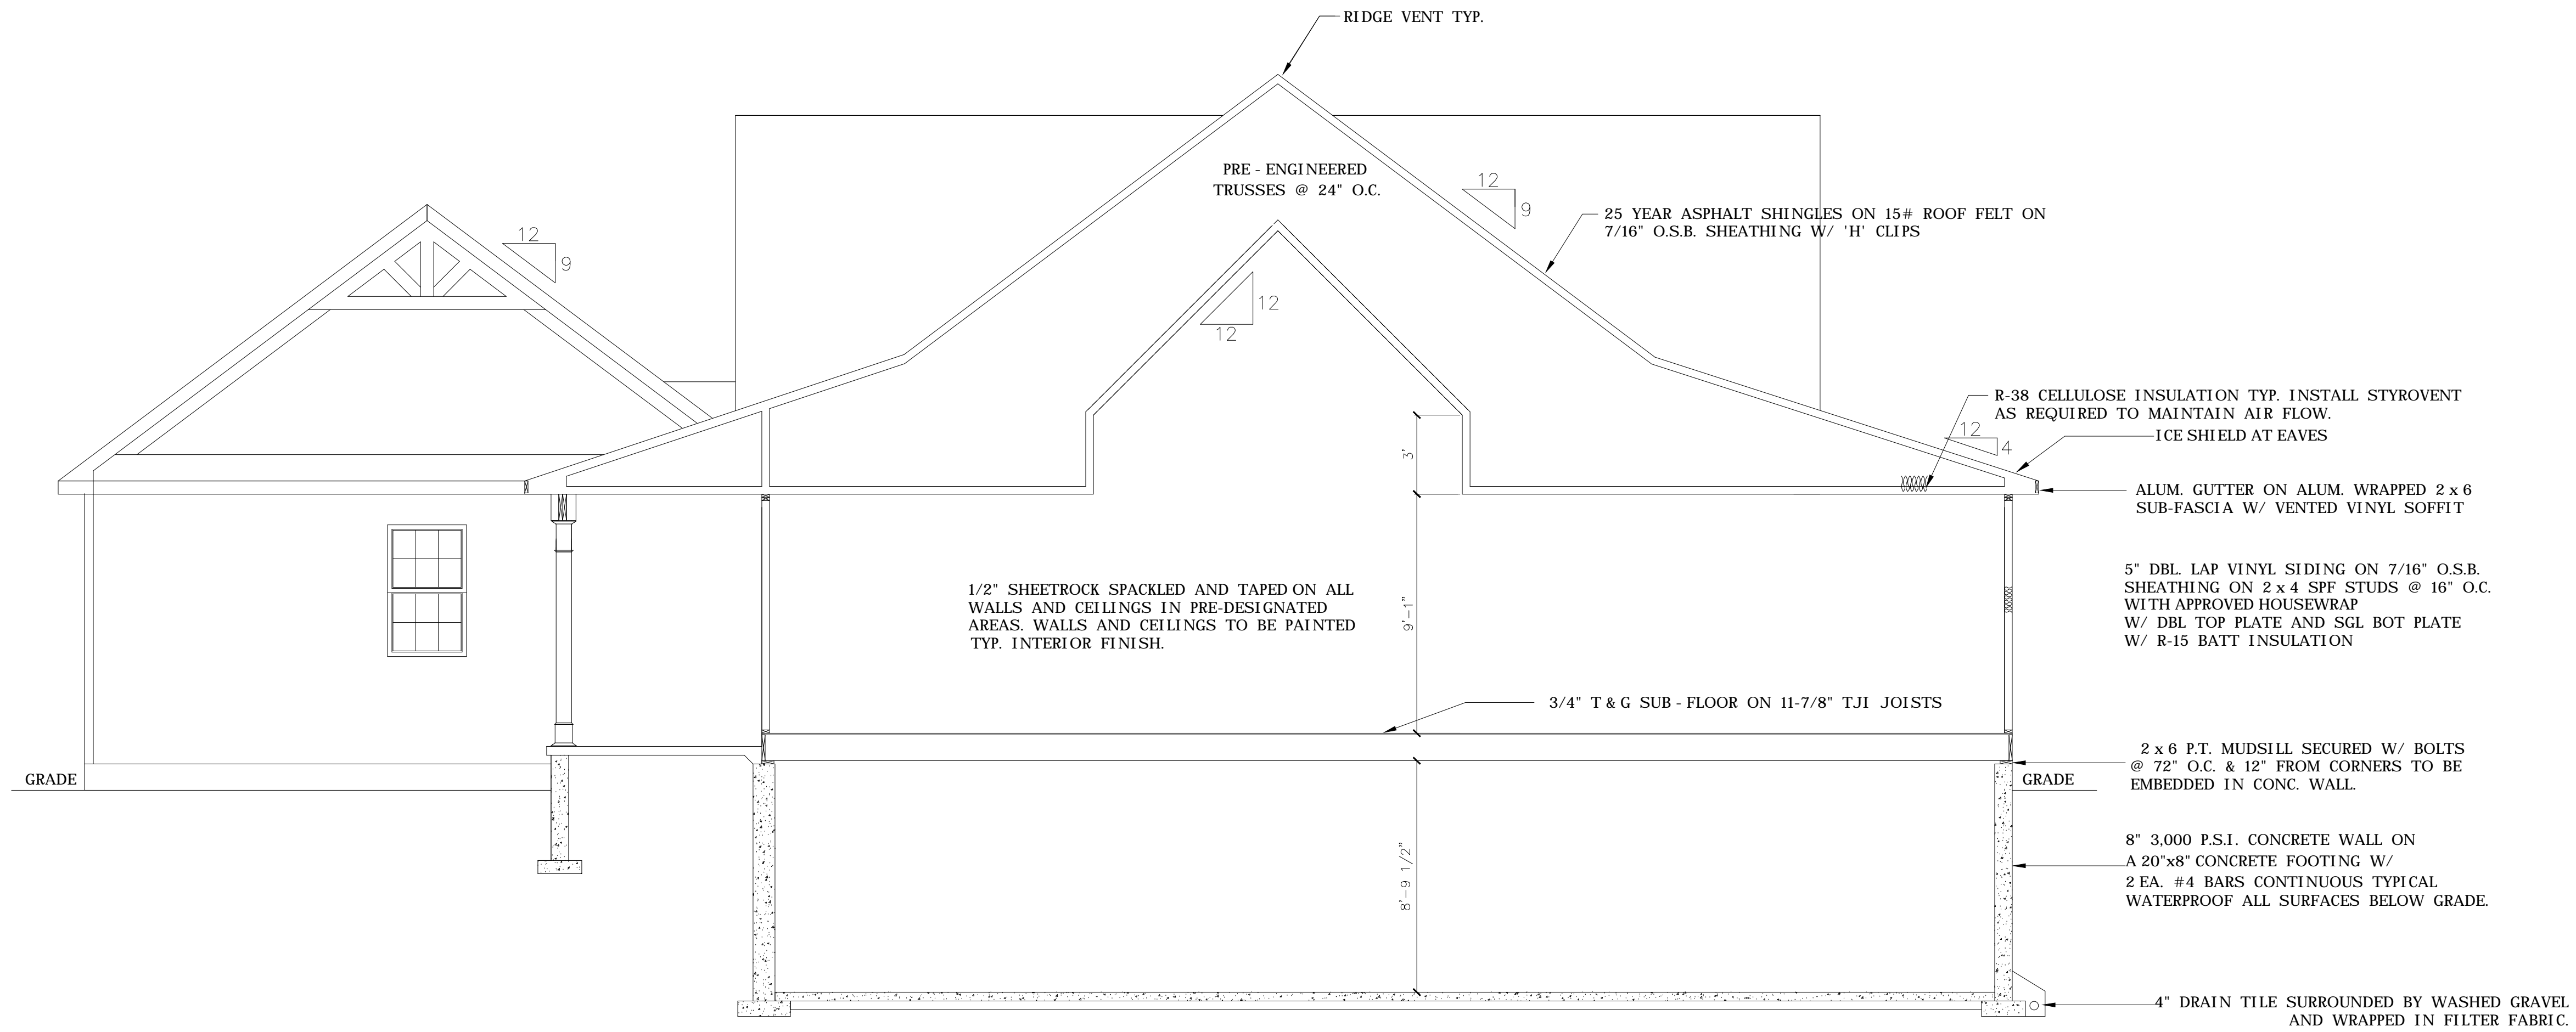 RIDGE VENT TYP.
PRE - ENGINEERED
TRUSSES @ 24" O.C.
12
9
12
9
25 YEAR ASPHALT SHINGLES ON 15# ROOF FELT ON
7/16" O.S.B. SHEATHING W/ 'H' CLIPS
12
12
R-38 CELLULOSE INSULATION TYP. INSTALL STYROVENT
AS REQUIRED TO MAINTAIN AIR FLOW.
12
4
ICE SHIELD AT EAVES
3'
ALUM. GUTTER ON ALUM. WRAPPED 2 x 6
SUB-FASCIA W/ VENTED VINYL SOFFIT
1/2" SHEETROCK SPACKLED AND TAPED ON ALL
WALLS AND CEILINGS IN PRE-DESIGNATED
AREAS. WALLS AND CEILINGS TO BE PAINTED
TYP. INTERIOR FINISH.
9'-1"
5" DBL. LAP VINYL SIDING ON 7/16" O.S.B.
SHEATHING ON 2 x 4 SPF STUDS @ 16" O.C.
WITH APPROVED HOUSEWRAP
W/ DBL TOP PLATE AND SGL BOT PLATE
W/ R-15 BATT INSULATION
3/4" T & G SUB - FLOOR ON 11-7/8" TJI JOISTS
2 x 6 P.T. MUDSILL SECURED W/ BOLTS
@ 72" O.C. & 12" FROM CORNERS TO BE
EMBEDDED IN CONC. WALL.
GRADE
GRADE
8'-9 1/2"
8" 3,000 P.S.I. CONCRETE WALL ON
A 20"x8" CONCRETE FOOTING W/
2 EA. #4 BARS CONTINUOUS TYPICAL
WATERPROOF ALL SURFACES BELOW GRADE.
4" DRAIN TILE SURROUNDED BY WASHED GRAVEL
AND WRAPPED IN FILTER FABRIC.